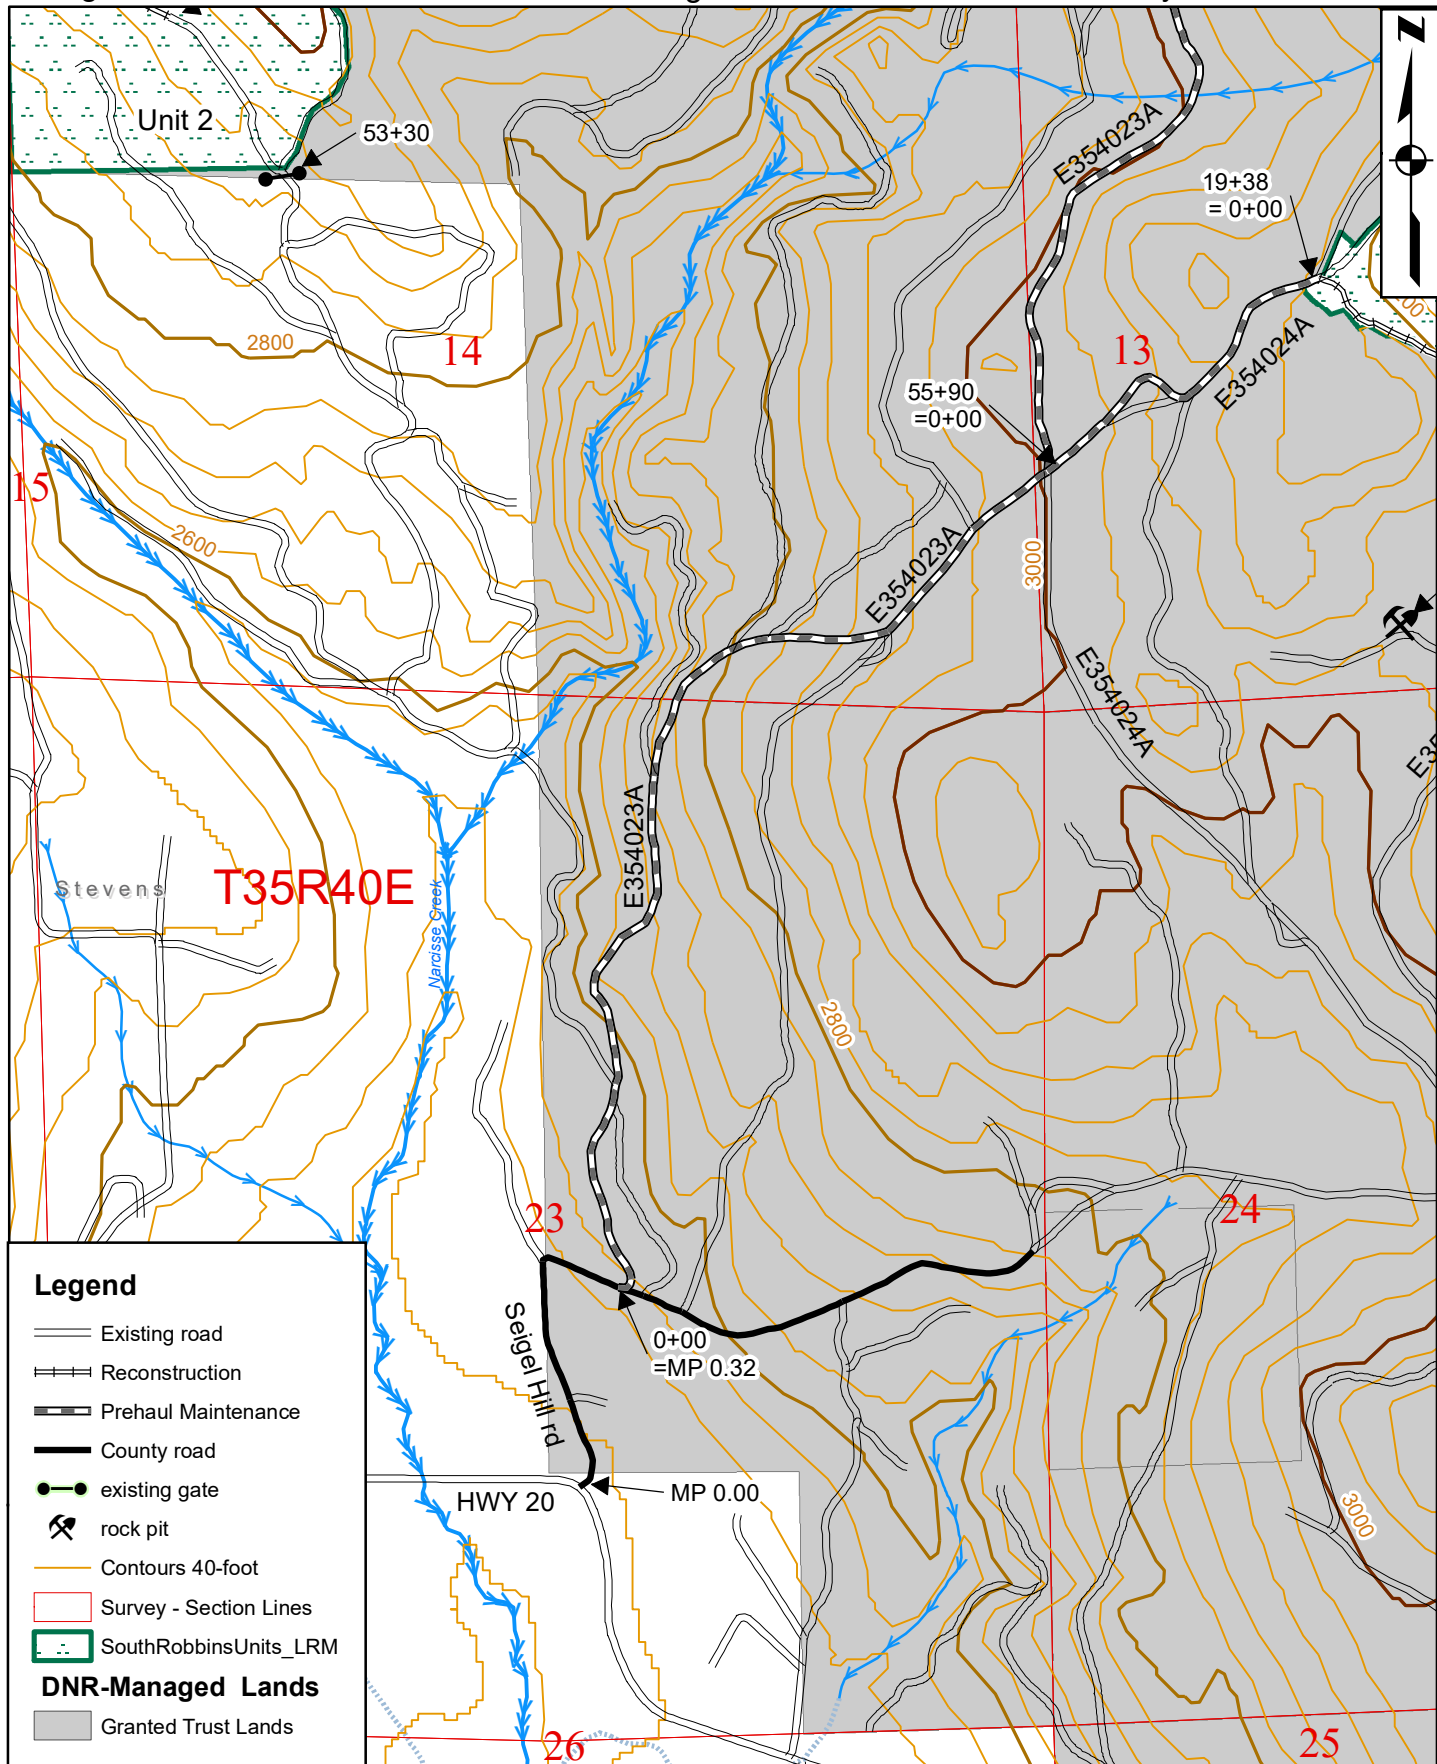 Unit 2
53+30
E354023A
19+38
= 0+00
Z
00
2800
14
13
E354024A
55+90
=0+00
15
2600
E354023A
3000
E354024A
E35
E353023A
Stevens
T35R40E
Narcisse Creek
2800
23
24
Seigel Hill rd
0+00
=MP 0.32
HWY 20
MP 0.00
3000
26
25
Legend
Existing road
Reconstruction
Prehaul Maintenance
County road
existing gate
rock pit
Contours 40-foot
Survey - Section Lines
SouthRobbinsUnits_LRM
DNR-Managed Lands
Granted Trust Lands